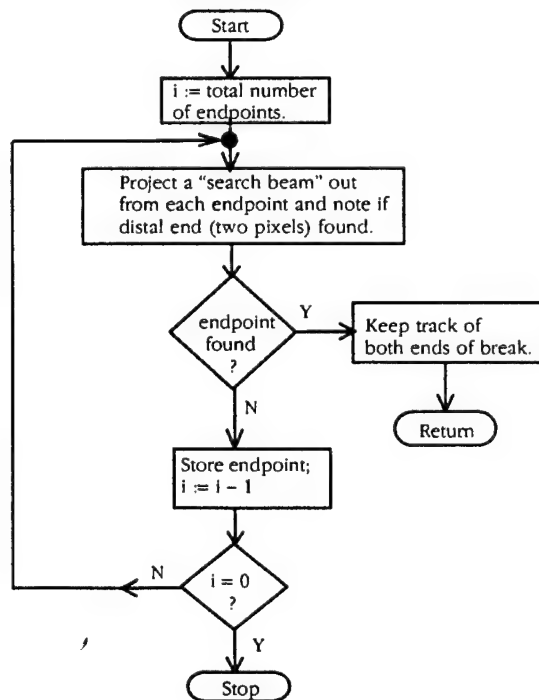 Start
i := total number
of endpoints.
Project a “search beam” out
from each endpoint and note if
distal end (two pixels) found.
endpoint
found
?
Y
Keep track of
both ends of break.
Return
N
Store endpoint;
i := i – 1
i = 0
?
N
Y
Stop